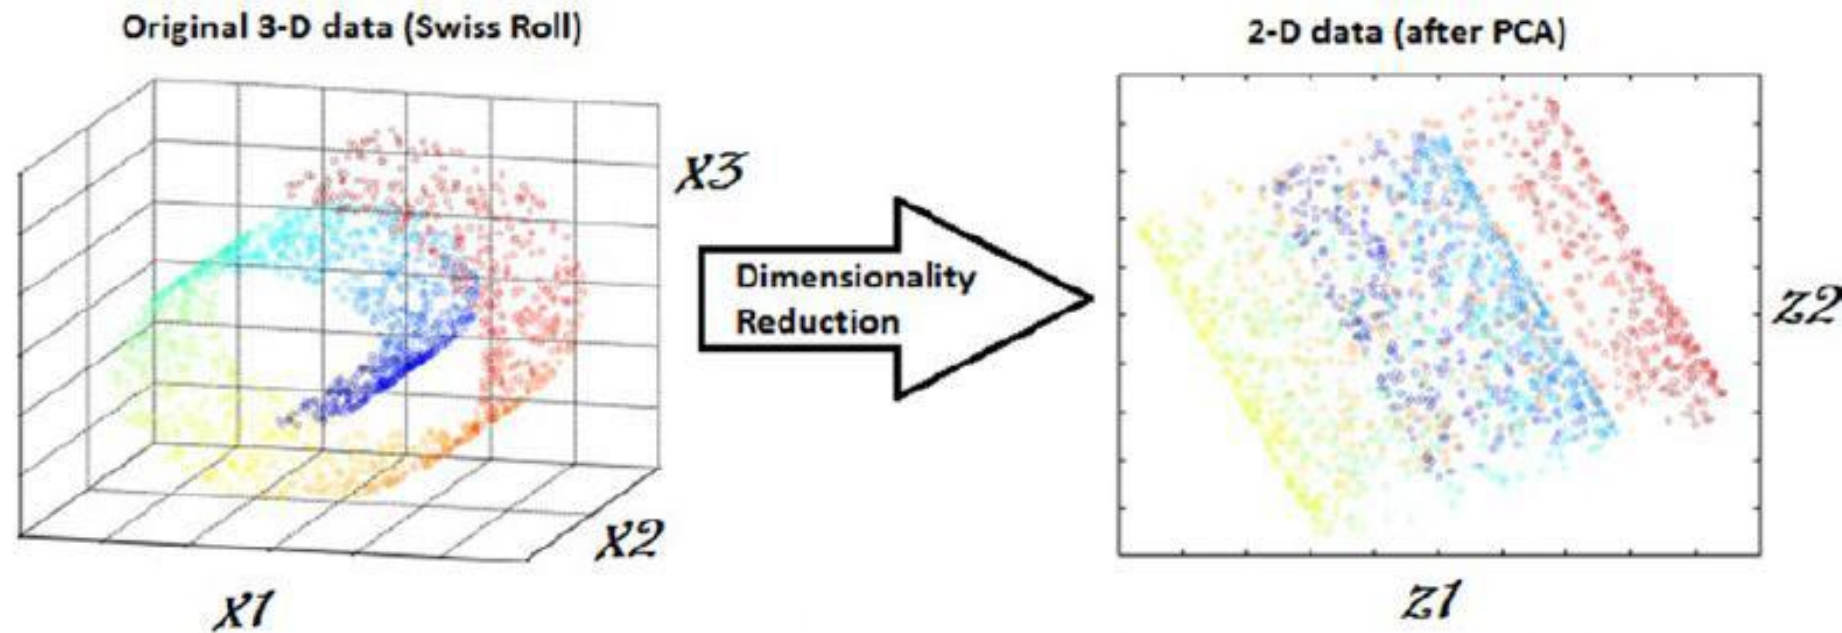 Original 3-D data (Swiss Roll)
X3
X2
X1
Dimensionality
Reduction
2-D data (after PCA)
z2
z1